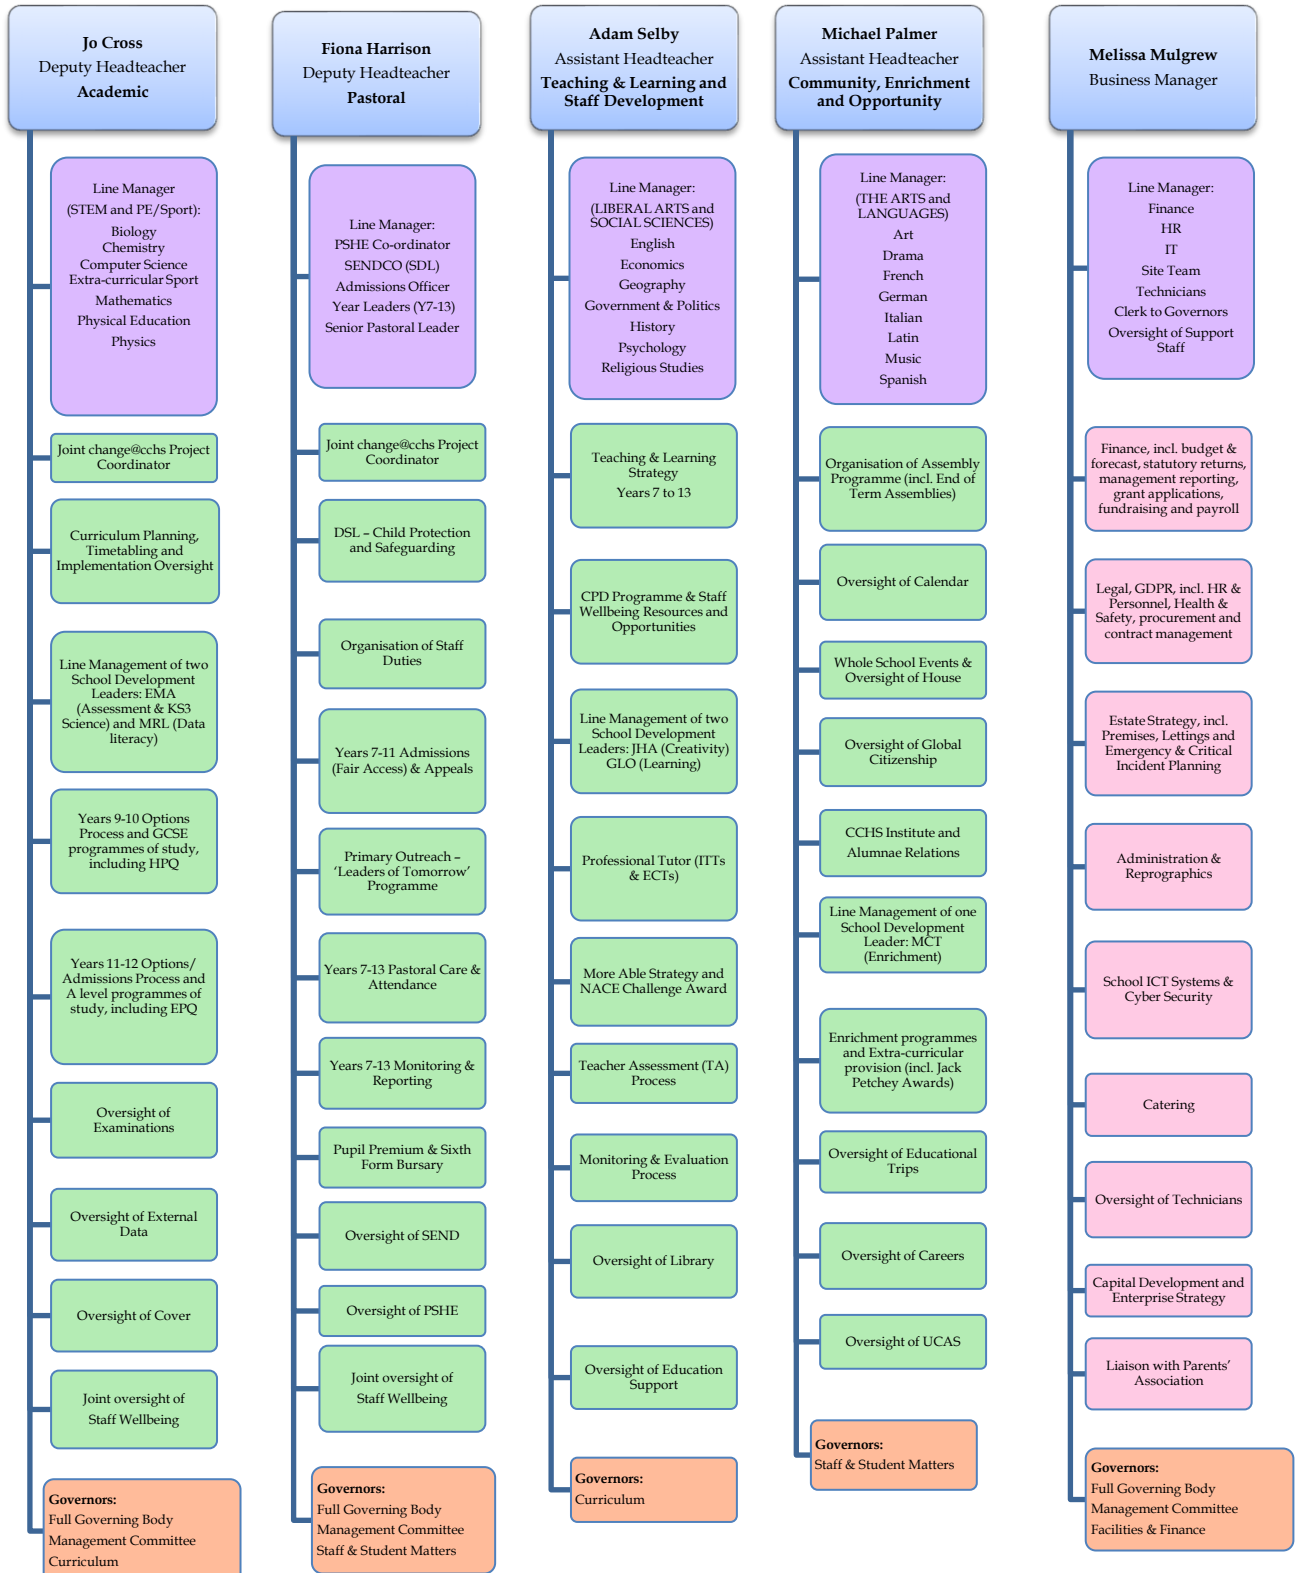 Jo Cross
Deputy Headteacher
Academic
Line Manager
(STEM and PE/Sport):
Biology
Chemistry
Computer Science
Extra-curricular Sport
Mathematics
Physical Education
Physics
Joint change@cchs Project
Coordinator
Curriculum Planning,
Timetabling and
Implementation Oversight
Line Management of two
School Development
Leaders: EMA
(Assessment & KS3
Science) and MRL (Data
literacy)
Years 9-10 Options
Process and GCSE
programmes of study,
including HPQ
Years 11-12 Options/
Admissions Process and
A level programmes of
study, including EPQ
Oversight of
Examinations
Oversight of External
Data
Oversight of Cover
Joint oversight of
Staff Wellbeing
Governors:
Full Governing Body
Management Committee
Curriculum
Fiona Harrison
Deputy Headteacher
Pastoral
Line Manager:
PSHE Co-ordinator
SENDCO (SDL)
Admissions Officer
Year Leaders (Y7-13)
Senior Pastoral Leader
Joint change@cchs Project
Coordinator
DSL – Child Protection
and Safeguarding
Organisation of Staff
Duties
Years 7-11 Admissions
(Fair Access) & Appeals
Primary Outreach –
‘Leaders of Tomorrow’
Programme
Years 7-13 Pastoral Care &
Attendance
Years 7-13 Monitoring &
Reporting
Pupil Premium & Sixth
Form Bursary
Oversight of SEND
Oversight of PSHE
Joint oversight of
Staff Wellbeing
Governors:
Full Governing Body
Management Committee
Staff & Student Matters
Adam Selby
Assistant Headteacher
Teaching & Learning and
Staff Development
Line Manager:
(LIBERAL ARTS and
SOCIAL SCIENCES)
English
Economics
Geography
Government & Politics
History
Psychology
Religious Studies
Teaching & Learning
Strategy
Years 7 to 13
CPD Programme & Staff
Wellbeing Resources and
Opportunities
Line Management of two
School Development
Leaders: JHA (Creativity)
GLO (Learning)
Professional Tutor (ITTs
& ECTs)
More Able Strategy and
NACE Challenge Award
Teacher Assessment (TA)
Process
Monitoring & Evaluation
Process
Oversight of Library
Oversight of Education
Support
Governors:
Curriculum
Michael Palmer
Assistant Headteacher
Community, Enrichment
and Opportunity
Line Manager:
(THE ARTS and
LANGUAGES)
Art
Drama
French
German
Italian
Latin
Music
Spanish
Organisation of Assembly
Programme (incl. End of
Term Assemblies)
Oversight of Calendar
Whole School Events &
Oversight of House
Oversight of Global
Citizenship
CCHS Institute and
Alumnae Relations
Line Management of one
School Development
Leader: MCT
(Enrichment)
Enrichment programmes
and Extra-curricular
provision (incl. Jack
Petchey Awards)
Oversight of Educational
Trips
Oversight of Careers
Oversight of UCAS
Governors:
Staff & Student Matters
Melissa Mulgrew
Business Manager
Line Manager:
Finance
HR
IT
Site Team
Technicians
Clerk to Governors
Oversight of Support
Staff
Finance, incl. budget &
forecast, statutory returns,
management reporting,
grant applications,
fundraising and payroll
Legal, GDPR, incl. HR &
Personnel, Health &
Safety, procurement and
contract management
Estate Strategy, incl.
Premises, Lettings and
Emergency & Critical
Incident Planning
Administration &
Reprographics
School ICT Systems &
Cyber Security
Catering
Oversight of Technicians
Capital Development and
Enterprise Strategy
Liaison with Parents’
Association
Governors:
Full Governing Body
Management Committee
Facilities & Finance